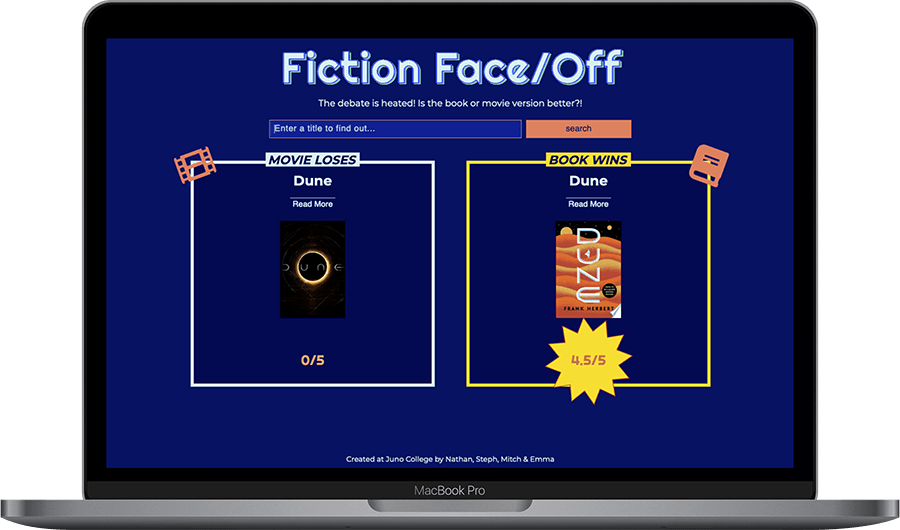 Fiction Face/Off
The debate is heated! Is the book or movie version better?!
Enter a title to find out...
search
MOVIE LOSES
Dune
Read More
DUNE
0/5
BOOK WINS
Dune
Read More
DUNE
FRANK HERBERT
4.5/5
Created at Juno College by Nathan, Steph, Mitch & Emma
MacBook Pro